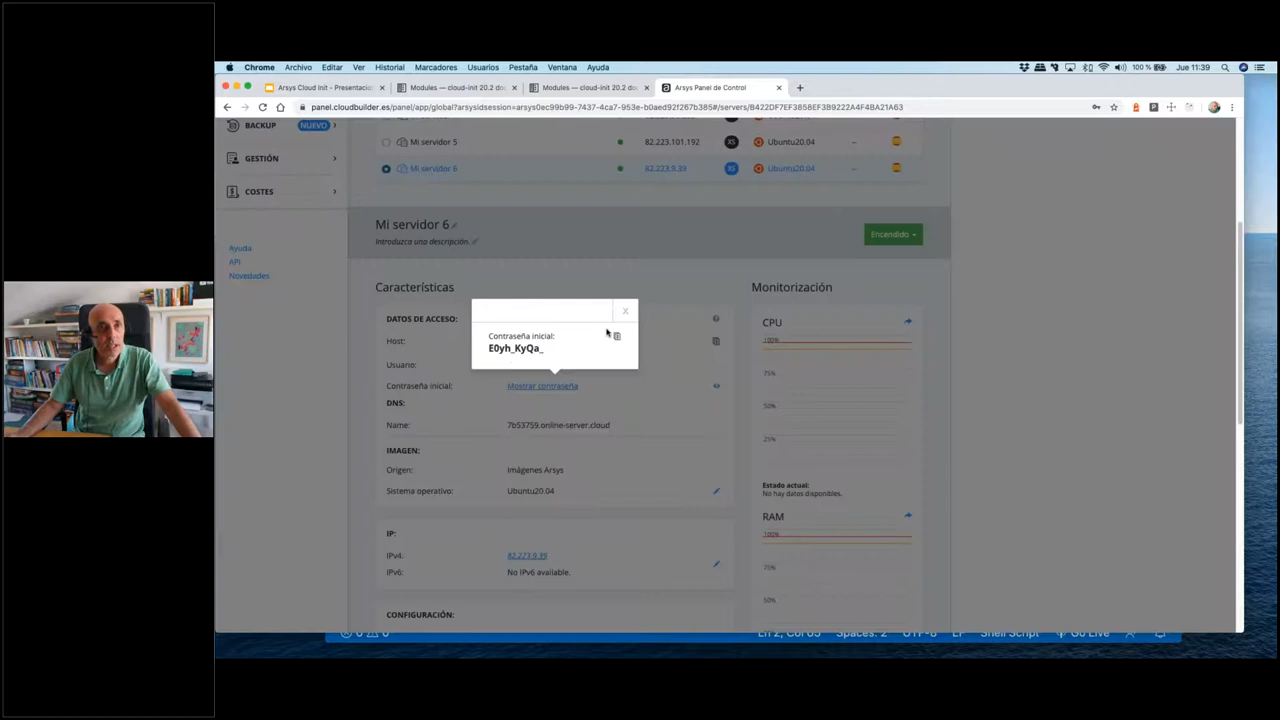 Chrome Archivo Editar Ver Historial Marcadores Usuarios Pestaña Ventana Ayuda 100 % Jue 11:39
Arsys Cloud Init - Presentació × Modules — cloud-init 20.2 do × Modules — cloud-init 20.2 do × Arsys Panel de Control ×
panel.cloudbuilder.es/panel/app/global?arsysidsession=arsys0ec99b99-7437-4ca7-953e-b0aed92f267b385#/servers/B422DF7EF3858EF3B9222A4F4BA21A63
BACKUP NUEVO
GESTIÓN
COSTES
Ayuda
API
Novedades
Mi servidor 5 82.223.101.192 XS Ubuntu20.04 --
Mi servidor 6 82.223.9.39 XS Ubuntu20.04 --
Mi servidor 6
Introduzca una descripción.
Encendido
Características
DATOS DE ACCESO:
Host:
Usuario:
Contraseña inicial: Mostrar contraseña
Contraseña inicial:
E0yh_KyQa_
DNS:
Name: 7b53759.online-server.cloud
IMAGEN:
Origen: Imágenes Arsys
Sistema operativo: Ubuntu20.04
IP:
IPv4: 82.223.9.39
IPv6: No IPv6 available.
CONFIGURACIÓN:
Monitorización
CPU
100%
75%
50%
25%
Estado actual:
No hay datos disponibles.
RAM
100%
75%
50%
Spaces: 2 UTF-8 LF Shell Script Go Live